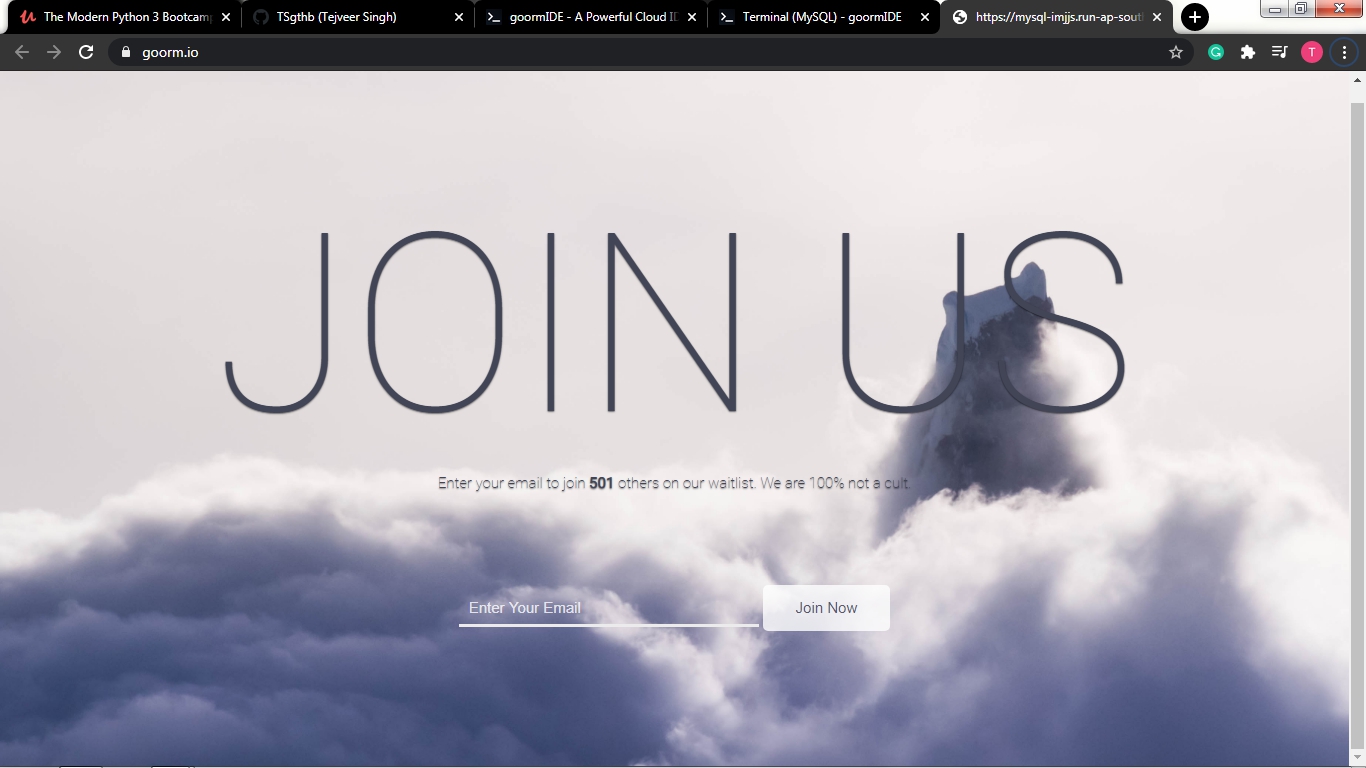 The Modern Python 3 Bootcamp
TSgthb (Tejveer Singh)
goormIDE - A Powerful Cloud ID
Terminal (MySQL) - goormIDE
https://mysql-imjjs.run-ap-sout
goorm.io
T
JOIN US
Enter your email to join 501 others on our waitlist. We are 100% not a cult.
Enter Your Email
Join Now